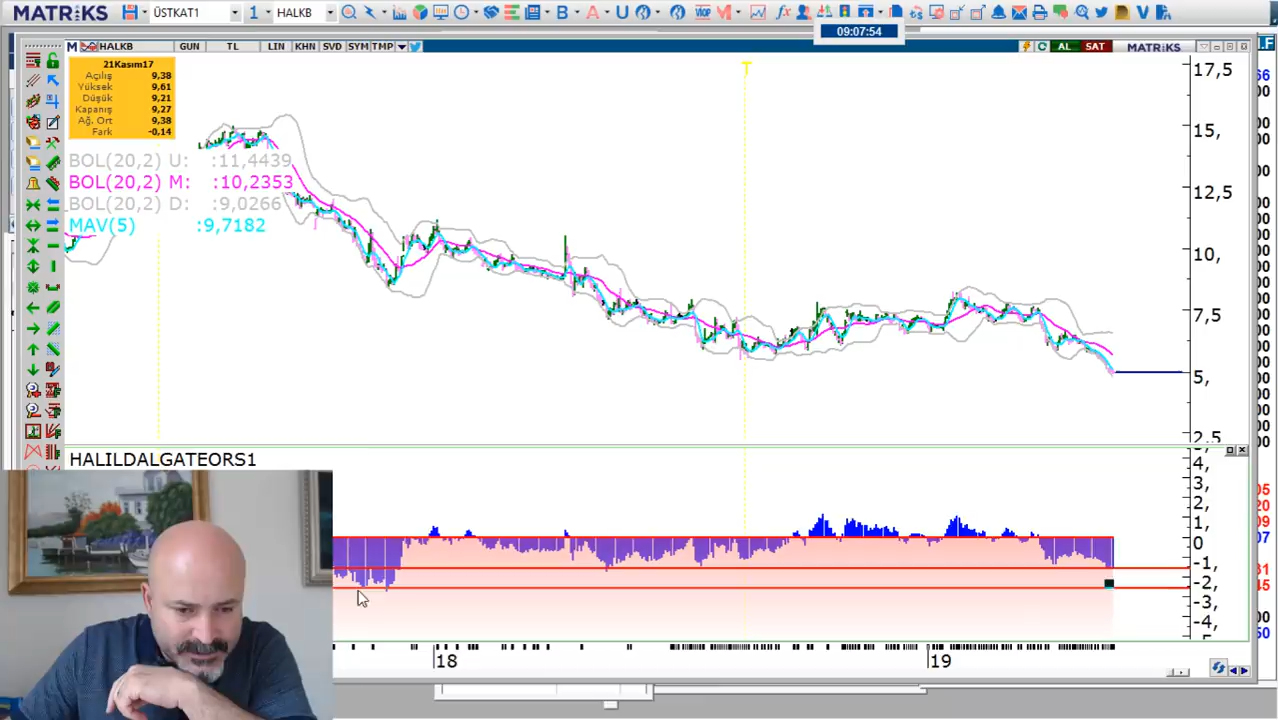 MATRIKS
ÜSTKAT1
1
HALKB
B
A
U
VIOP
M
fx
D
V
09:07:54
M
HALKB
GUN
TL
LIN
KHN
SVD
SYM
TMP
AL
SAT
MATRIKS
21Kasım17
Açılış 9,38
Yüksek 9,61
Düşük 9,21
Kapanış 9,27
Ağ. Ort 9,38
Fark -0,14
BOL(20,2) U: :11,4439
BOL(20,2) M: :10,2353
BOL(20,2) D: :9,0266
MAV(5) :9,7182
T
17,5
15,
12,5
10,
7,5
5,
2,5
HALILDALGATEORS1
4,
3,
2,
1,
0
-1,
-2,
-3,
-4,
18
19